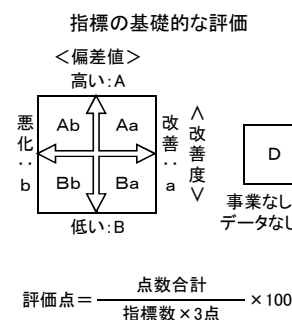 指標の基礎的な評価
＜偏差値＞
高い:A
悪化:b
Ab
Aa
Bb
Ba
改善:a
＜改善度＞
低い:B
D
事業なし
データなし
評価点＝ 点数合計 ×100
指標数×3点